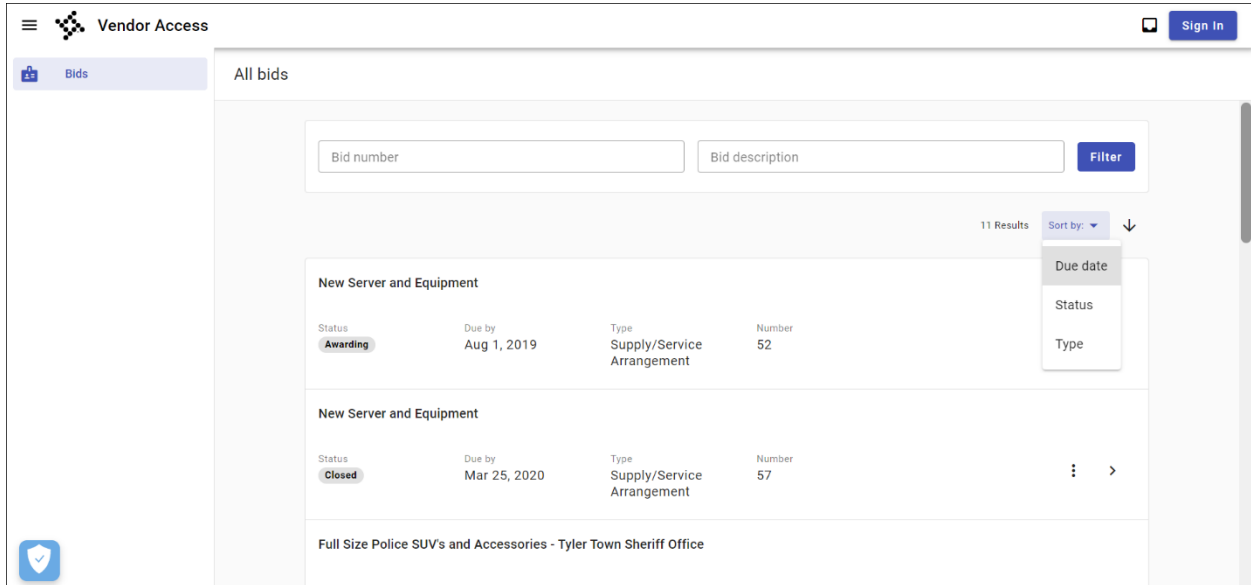 Vendor Access
Sign In
Bids
All bids
Bid number
Bid description
Filter
11 Results
Sort by:
Due date
Status
Type
New Server and Equipment
Status
Due by
Type
Number
Awarding
Aug 1, 2019
Supply/Service
Arrangement
52
New Server and Equipment
Status
Due by
Type
Number
Closed
Mar 25, 2020
Supply/Service
Arrangement
57
Full Size Police SUV's and Accessories - Tyler Town Sheriff Office